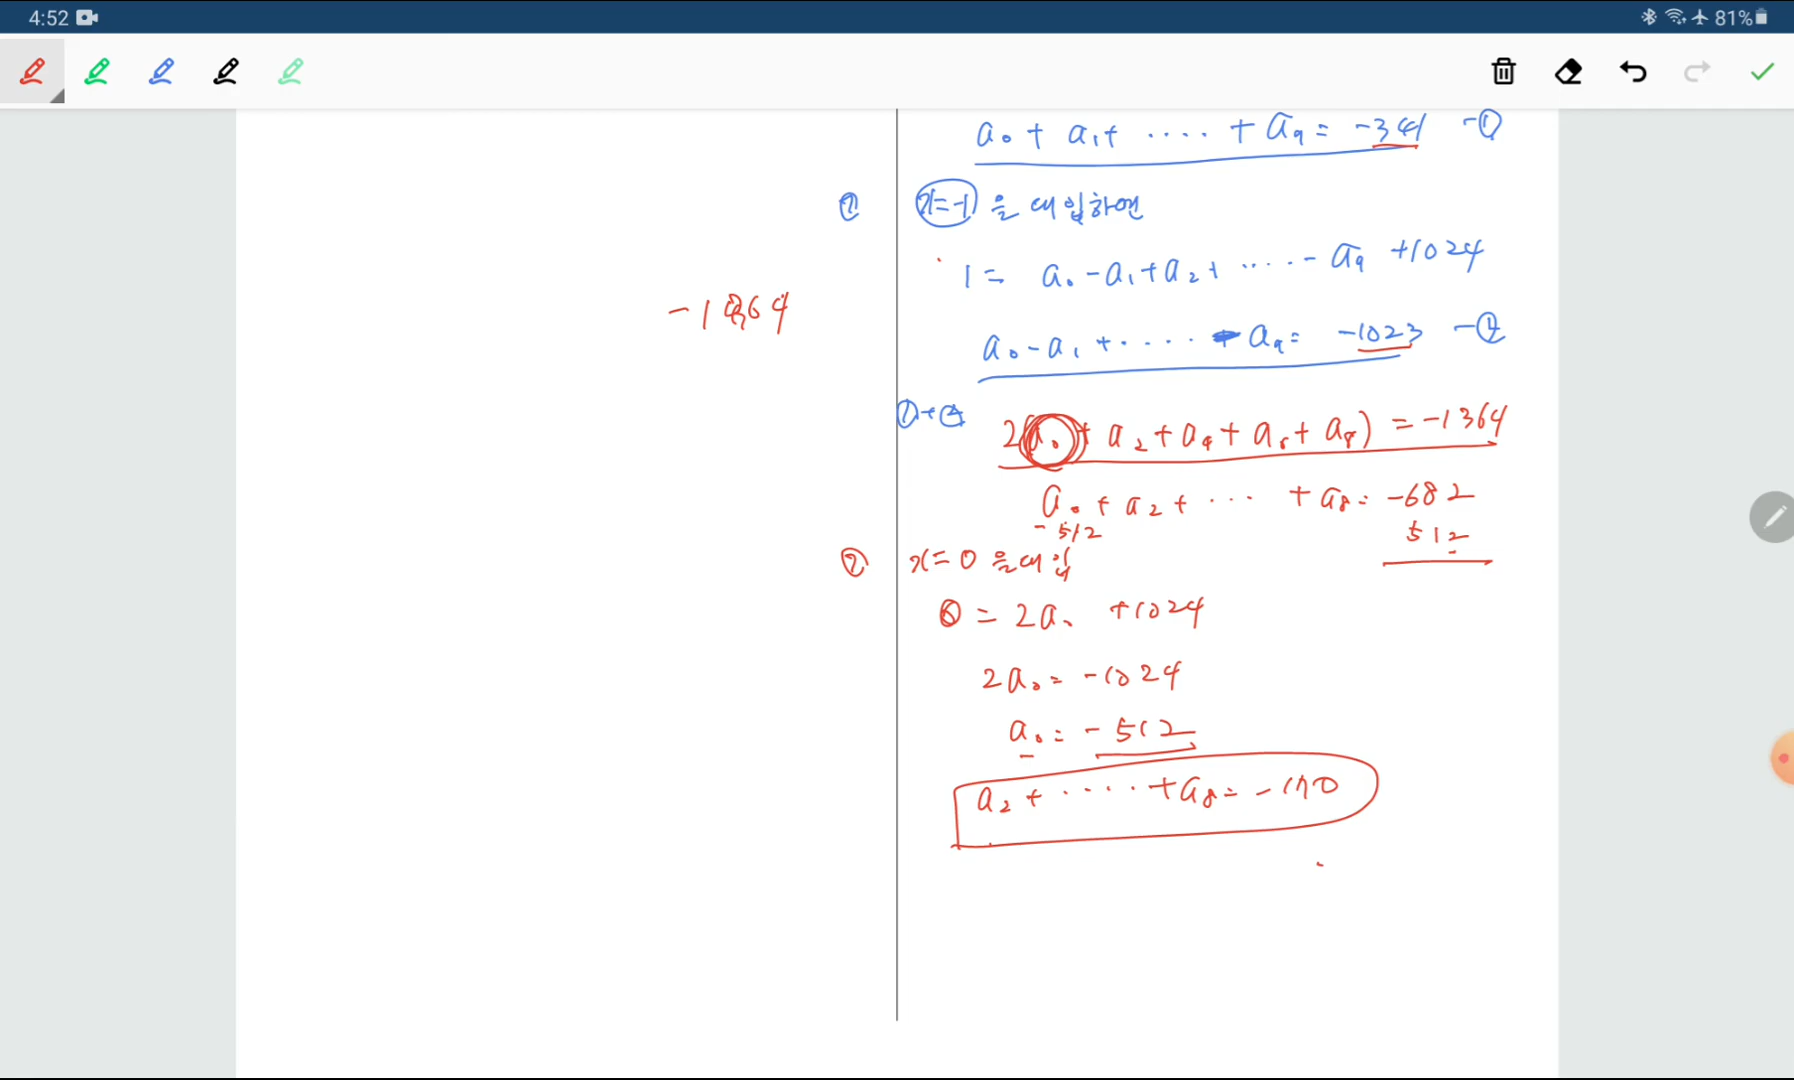 4:52
81%
a₀ + a₁ + ···· + a₉ = -341 -①
① x=-1 을 대입하면
1 = a₀ - a₁ + a₂ + ···· - a₉ +1024
-1364
a₀ - a₁ + ···· - a₉ = -1023 -②
①+②
2(a₀ + a₂ + a₄ + a₆ + a₈) = -1364
a₀ + a₂ + ··· + a₈ = -682
-512
512
② x=0 을 대입
0 = 2a₀ +1024
2a₀ = -1024
a₀ = -512
a₂ + ····· + a₈ = -170